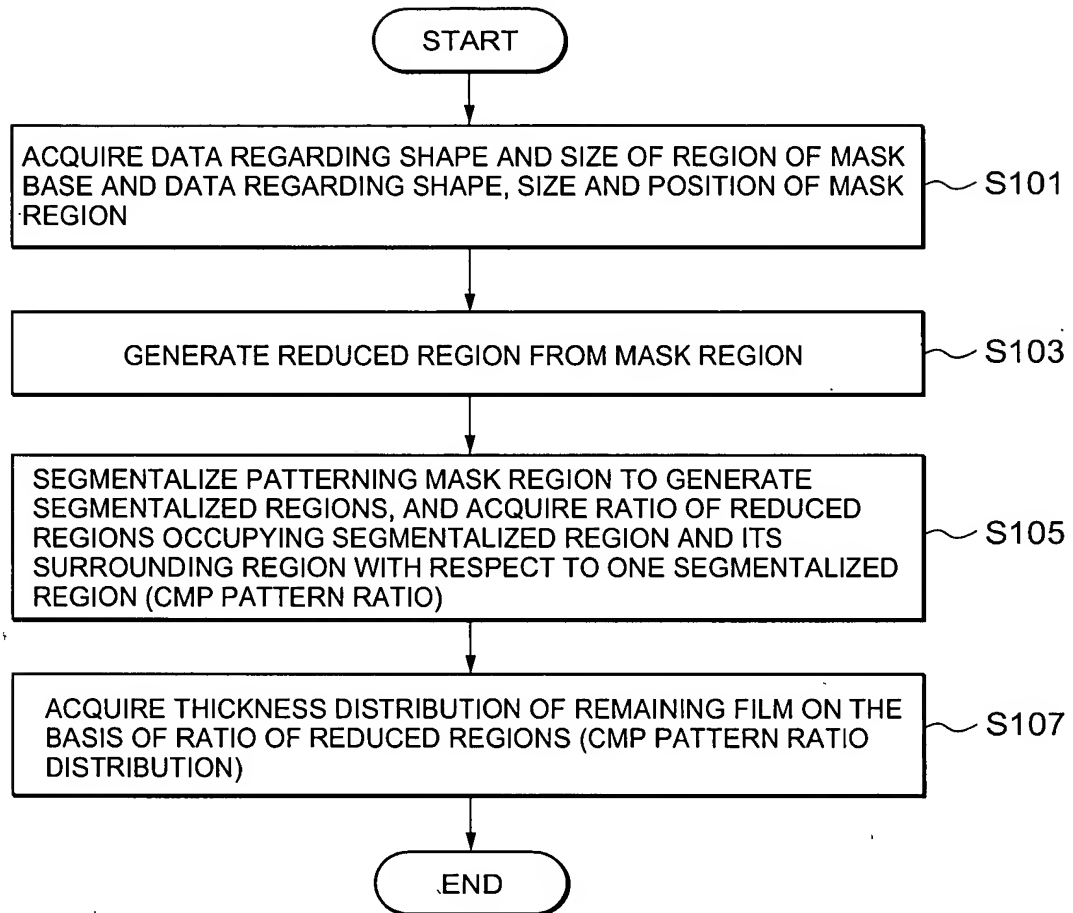 START
ACQUIRE DATA REGARDING SHAPE AND SIZE OF REGION OF MASK
BASE AND DATA REGARDING SHAPE, SIZE AND POSITION OF MASK
REGION
S101
GENERATE REDUCED REGION FROM MASK REGION
S103
SEGMENTALIZE PATTERNING MASK REGION TO GENERATE
SEGMENTALIZED REGIONS, AND ACQUIRE RATIO OF REDUCED
REGIONS OCCUPYING SEGMENTALIZED REGION AND ITS
SURROUNDING REGION WITH RESPECT TO ONE SEGMENTALIZED
REGION (CMP PATTERN RATIO)
S105
ACQUIRE THICKNESS DISTRIBUTION OF REMAINING FILM ON THE
BASIS OF RATIO OF REDUCED REGIONS (CMP PATTERN RATIO
DISTRIBUTION)
S107
END